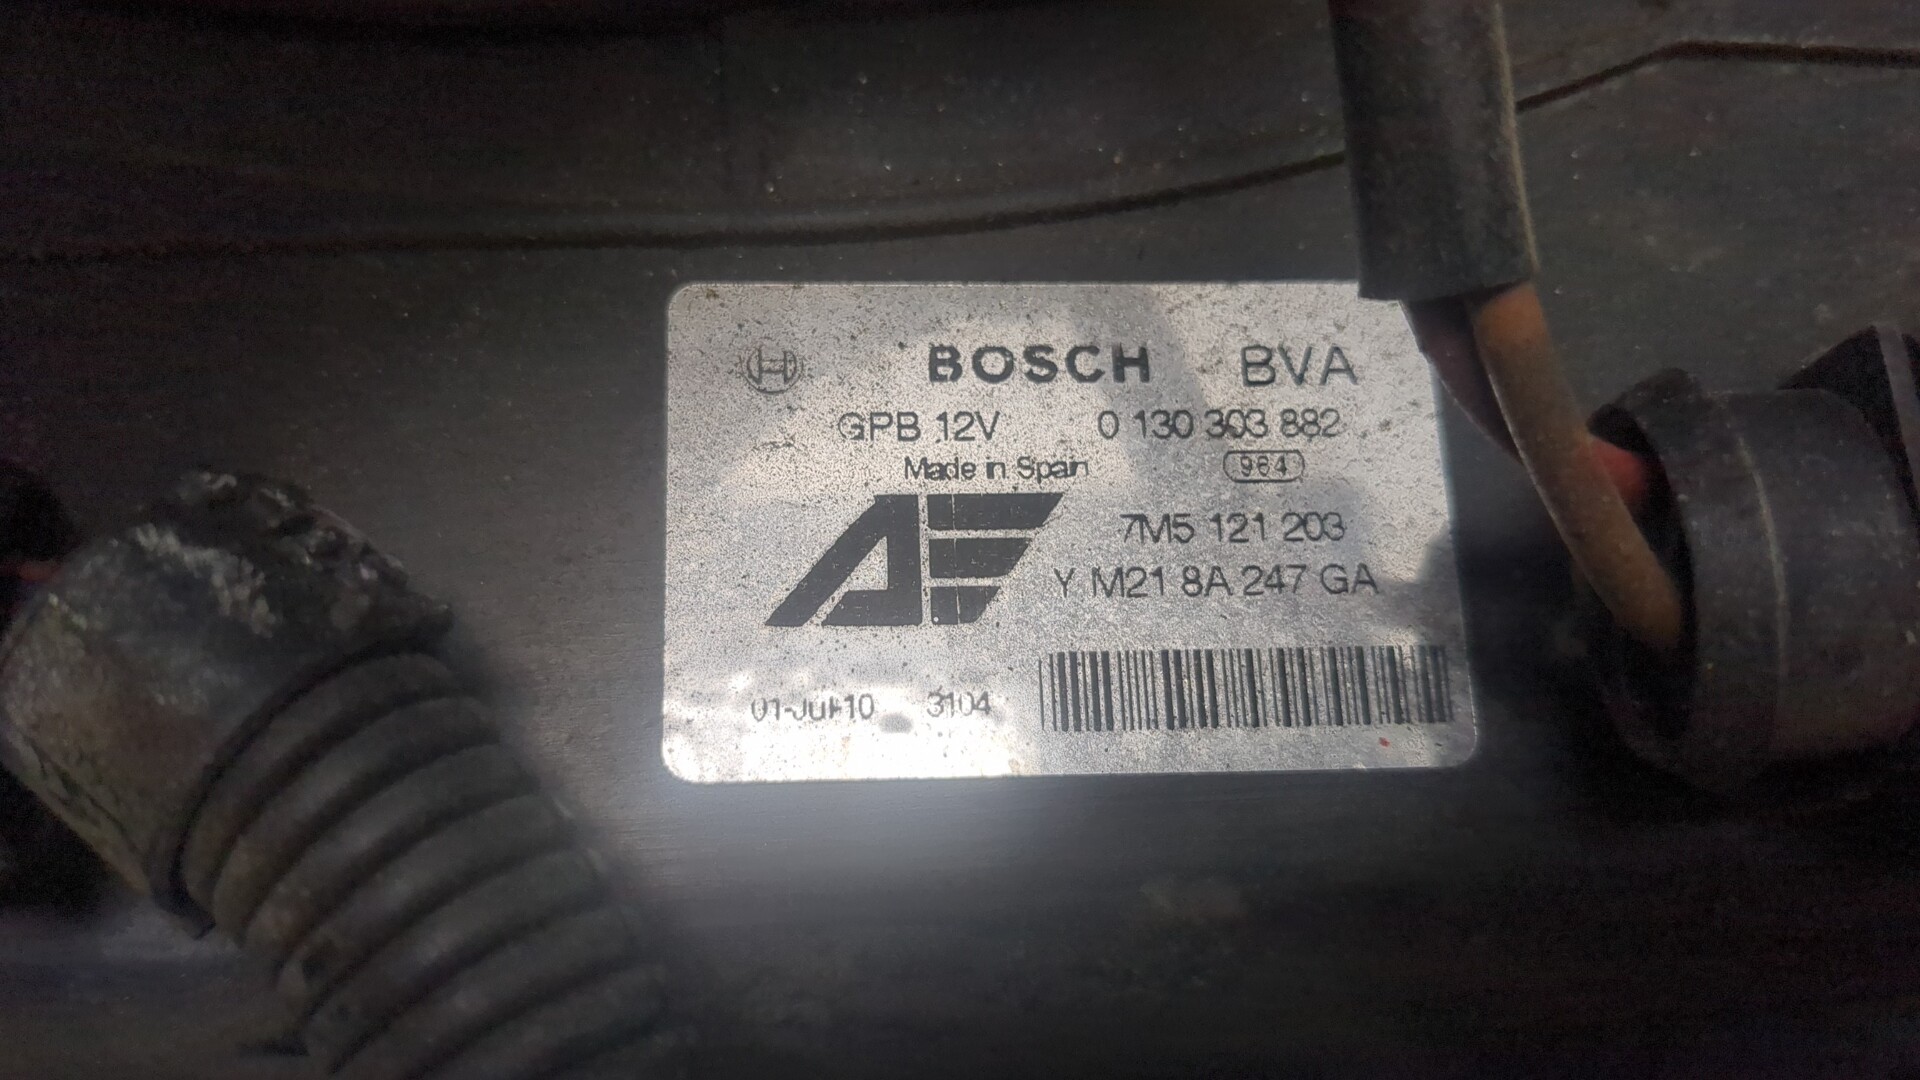 BOSCH BVA
GPB 12V 0 130 303 882
Made in Spain 964
AE 7M5 121 203
Y M21 8A 247 GA
01-Jul-10 3104